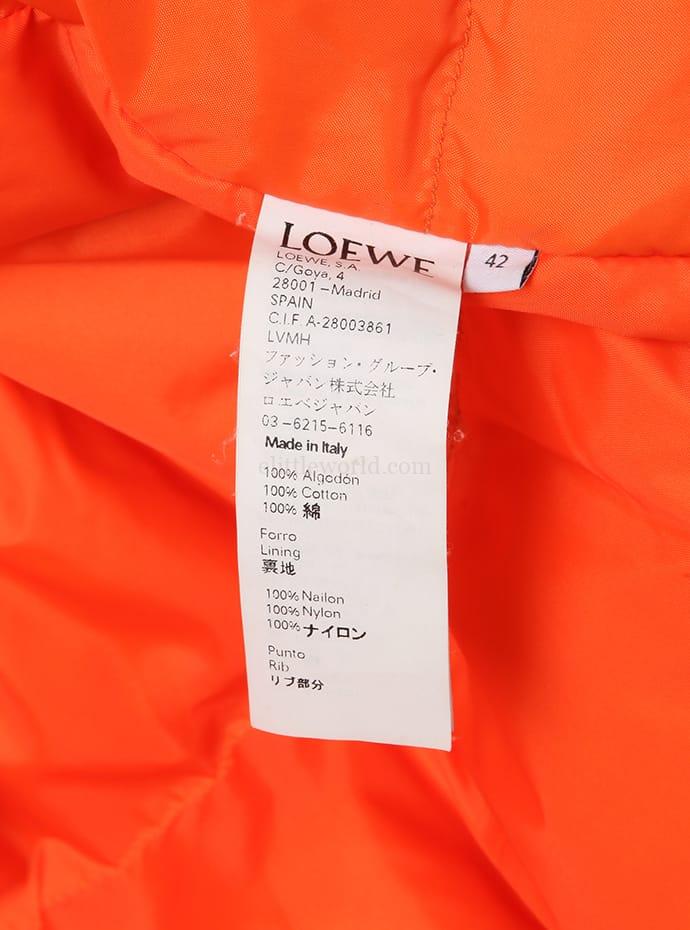 LOEWE
LOEWE, S.A.
C/Goya, 4
28001 – Madrid
SPAIN
C.I.F. A-28003861
LVMH
ファッション・グループ・
ジャパン株式会社
ロエベジャパン
03-6215-6116
Made in Italy
100% Algodón
100% Cotton
100% 綿
Forro
Lining
裏地
100% Nailon
100% Nylon
100% ナイロン
Punto
Rib
リブ部分
42
elittleworld.com